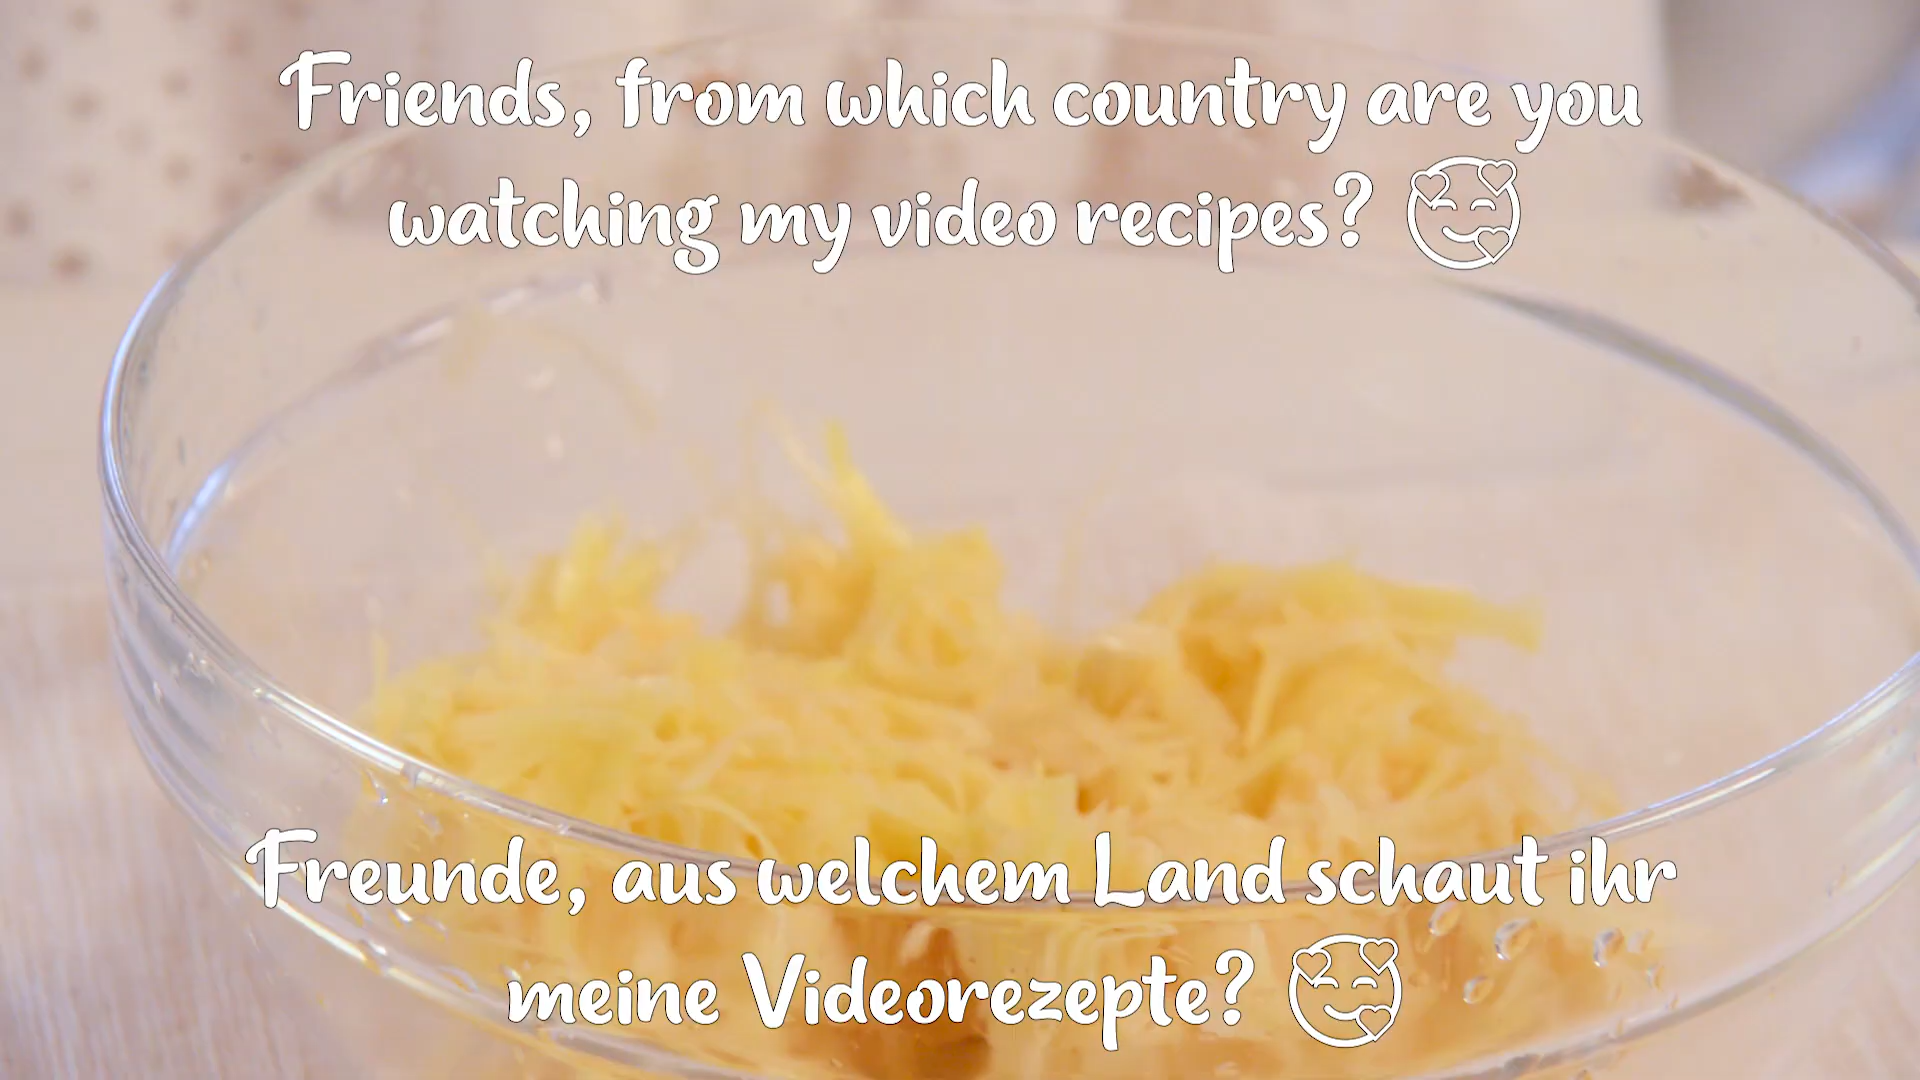 Friends, from which country are you
watching my video recipes? 🥰
Freunde, aus welchem Land schaut ihr
meine Videorezepte? 🥰